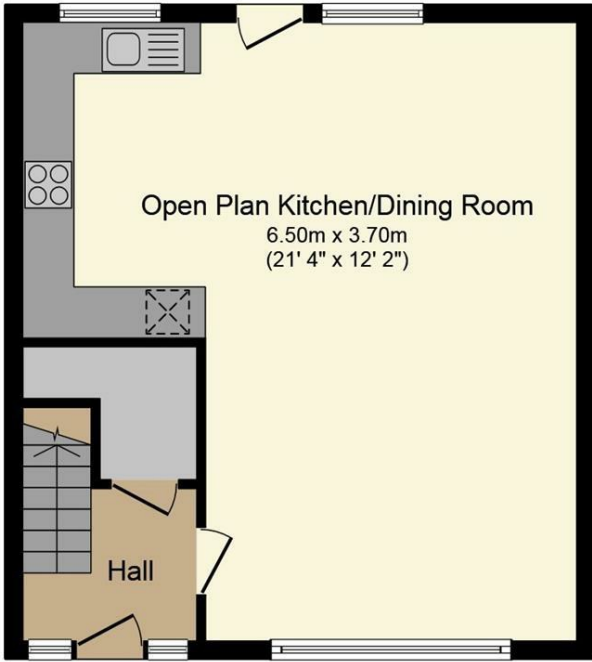 Open Plan Kitchen/Dining Room
6.50m x 3.70m
(21' 4" x 12' 2")
Hall